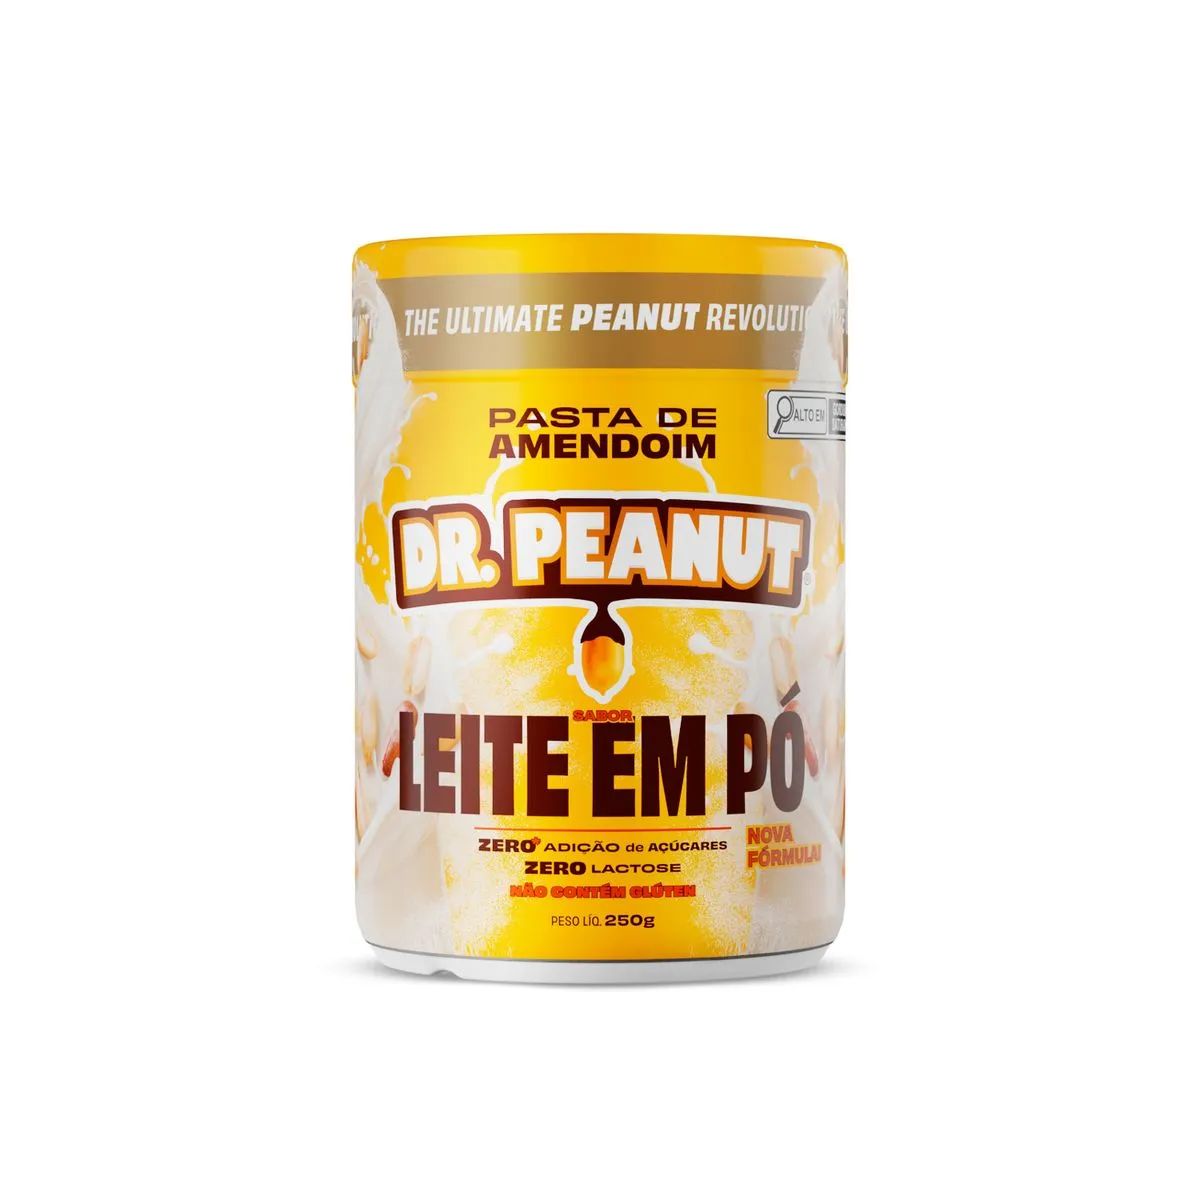 THE ULTIMATE PEANUT REVOLUTI
PASTA DE
AMENDOIM
ALTO EM
DR. PEANUT
®
SABOR
LEITE EM PÓ
ZERO* ADIÇÃO de AÇÚCARES
ZERO LACTOSE
NÃO CONTÉM GLÚTEN
NOVA
FÓRMULA!
PESO LÍQ. 250g